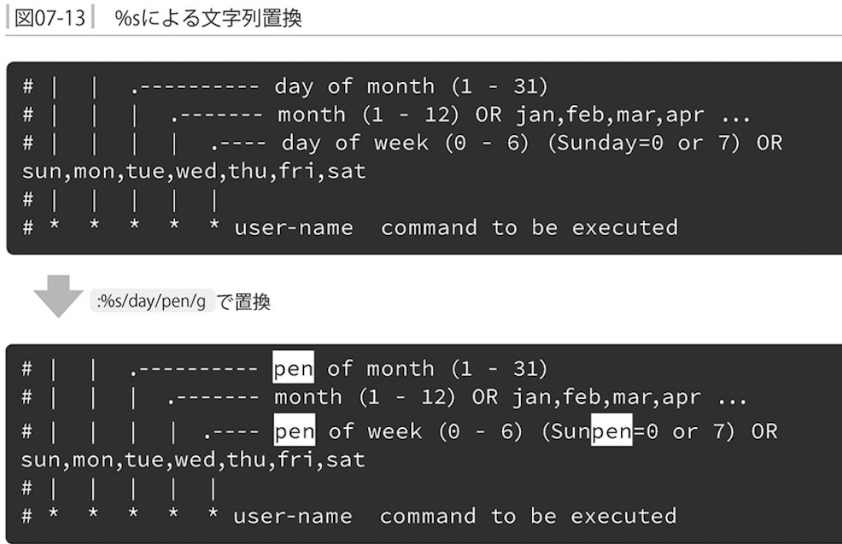 図07-13 %sによる文字列置換
# | | .---------- day of month (1 - 31)
# | | | .------- month (1 - 12) OR jan,feb,mar,apr ...
# | | | | .---- day of week (0 - 6) (Sunday=0 or 7) OR
sun,mon,tue,wed,thu,fri,sat
# | | | | |
# * * * * * user-name command to be executed
:%s/day/pen/g で置換
# | | .---------- pen of month (1 - 31)
# | | | .------- month (1 - 12) OR jan,feb,mar,apr ...
# | | | | .---- pen of week (0 - 6) (Sunpen=0 or 7) OR
sun,mon,tue,wed,thu,fri,sat
# | | | | |
# * * * * * user-name command to be executed